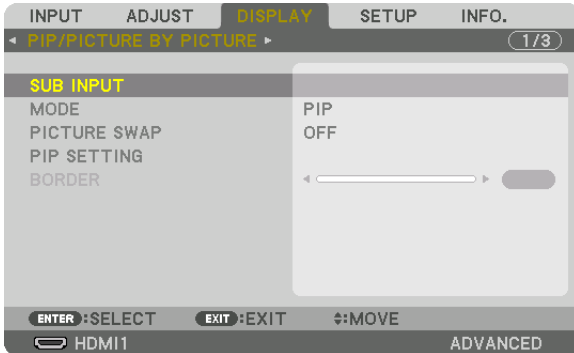 INPUT ADJUST DISPLAY SETUP INFO.
PIP/PICTURE BY PICTURE 1/3
SUB INPUT
MODE PIP
PICTURE SWAP OFF
PIP SETTING
BORDER
ENTER:SELECT EXIT:EXIT :MOVE
HDMI1 ADVANCED